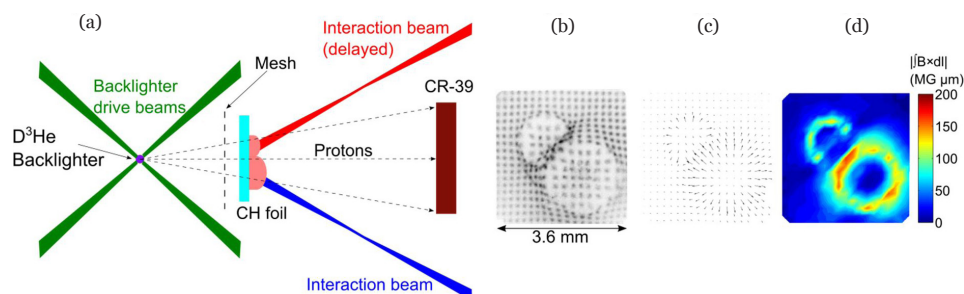 (a)
Interaction beam
(delayed)
Mesh
Backlighter
drive beams
CR-39
D³He
Backlighter
Protons
CH foil
Interaction beam
(b)
3.6 mm
(c)
(d)
|∫B×dl|
(MG μm)
200
150
100
50
0